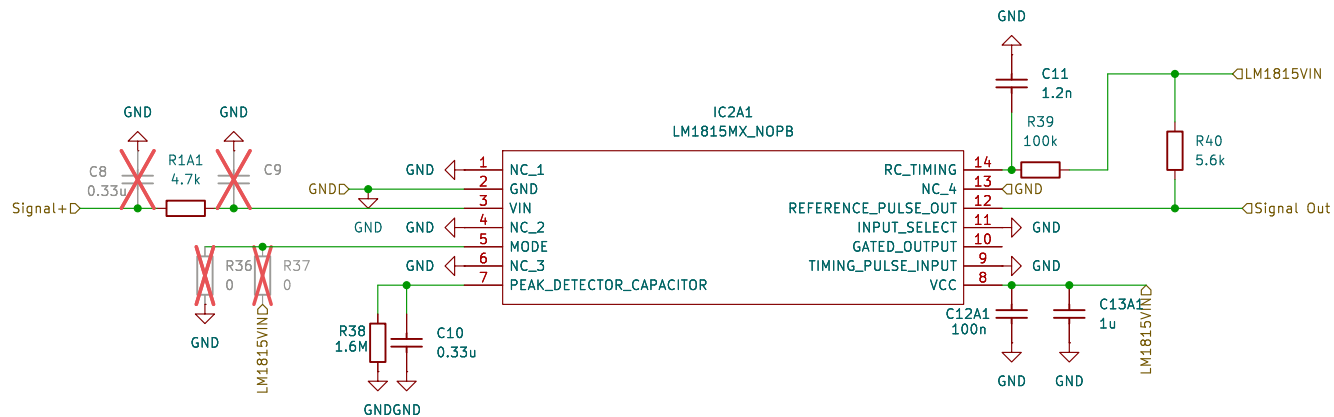 GND
C11
1.2n
LM1815VIN
IC2A1
LM1815MX_NOPB
GND
GND
C8
0.33u
R1A1
4.7k
C9
R39
100k
R40
5.6k
GND
1
NC_1
RC_TIMING
14
GND
2
GND
NC_4
13
GND
Signal+
3
VIN
REFERENCE_PULSE_OUT
12
Signal Out
GND
GND
4
NC_2
INPUT_SELECT
11
GND
5
MODE
GATED_OUTPUT
10
R36
0
R37
0
GND
6
NC_3
TIMING_PULSE_INPUT
9
GND
7
PEAK_DETECTOR_CAPACITOR
VCC
8
GND
LM1815VIN
R38
1.6M
C10
0.33u
C12A1
100n
C13A1
1u
LM1815VIN
GND
GND
GND
GND